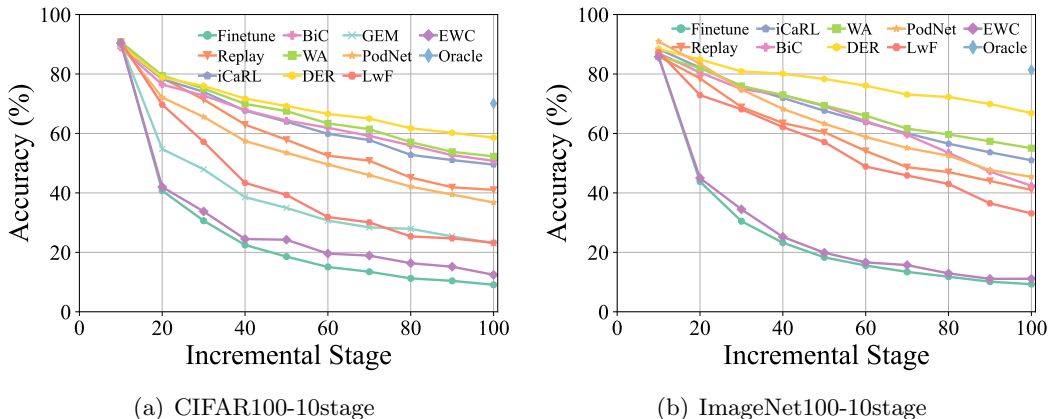 100
80
60
40
20
0
Accuracy (%)
Finetune
Replay
iCaRL
BiC
WA
DER
GEM
PodNet
LwF
EWC
Oracle
0 20 40 60 80 100
Incremental Stage
(a) CIFAR100-10stage
100
80
60
40
20
0
Accuracy (%)
Finetune
Replay
iCaRL
BiC
WA
DER
PodNet
LwF
EWC
Oracle
0 20 40 60 80 100
Incremental Stage
(b) ImageNet100-10stage